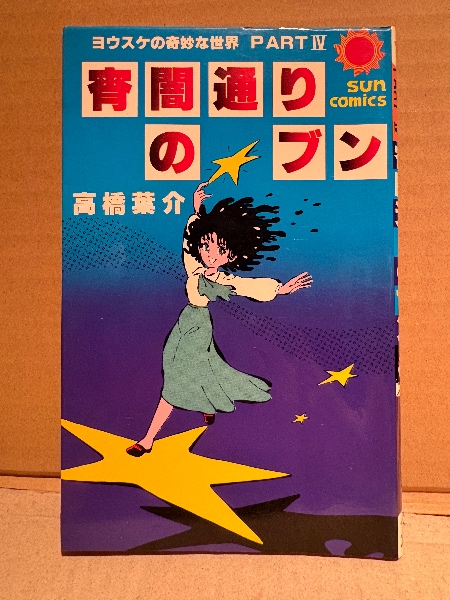 ヨウスケの奇妙な世界 PART Ⅳ
sun
comics
宵闇通り
のブン
高橋葉介